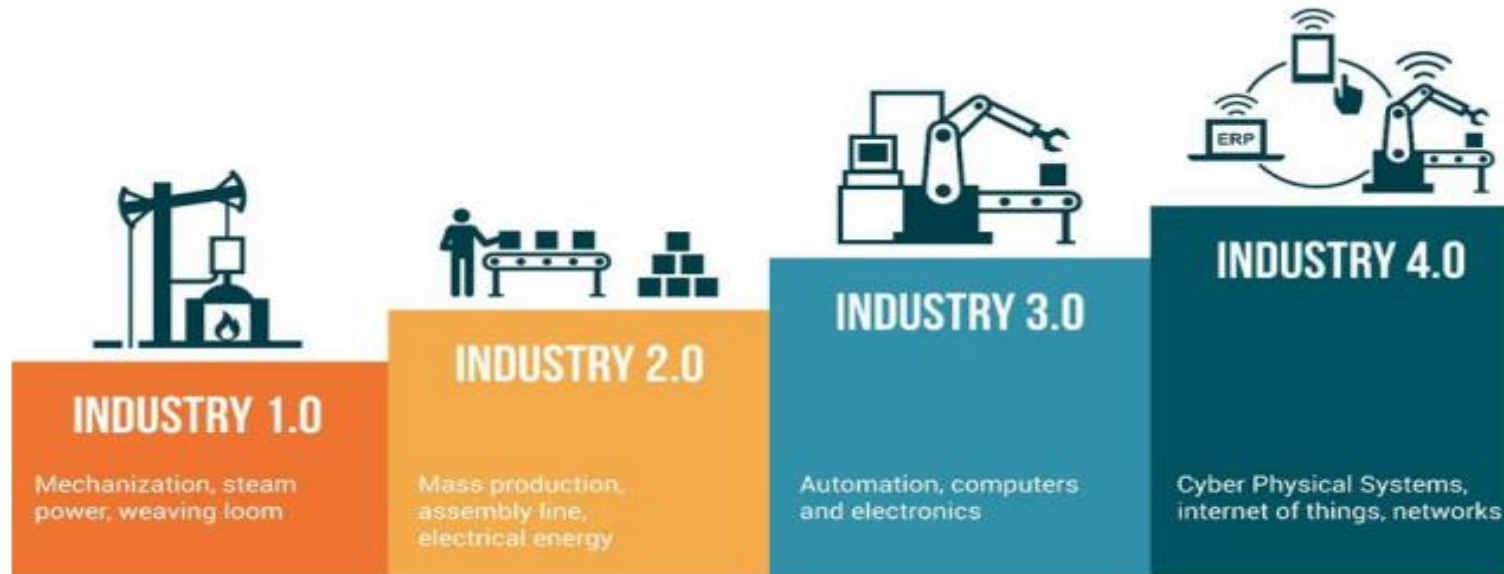 ERP
INDUSTRY 1.0
Mechanization, steam
power, weaving loom
INDUSTRY 2.0
Mass production,
assembly line,
electrical energy
INDUSTRY 3.0
Automation, computers
and electronics
INDUSTRY 4.0
Cyber Physical Systems,
internet of things, networks